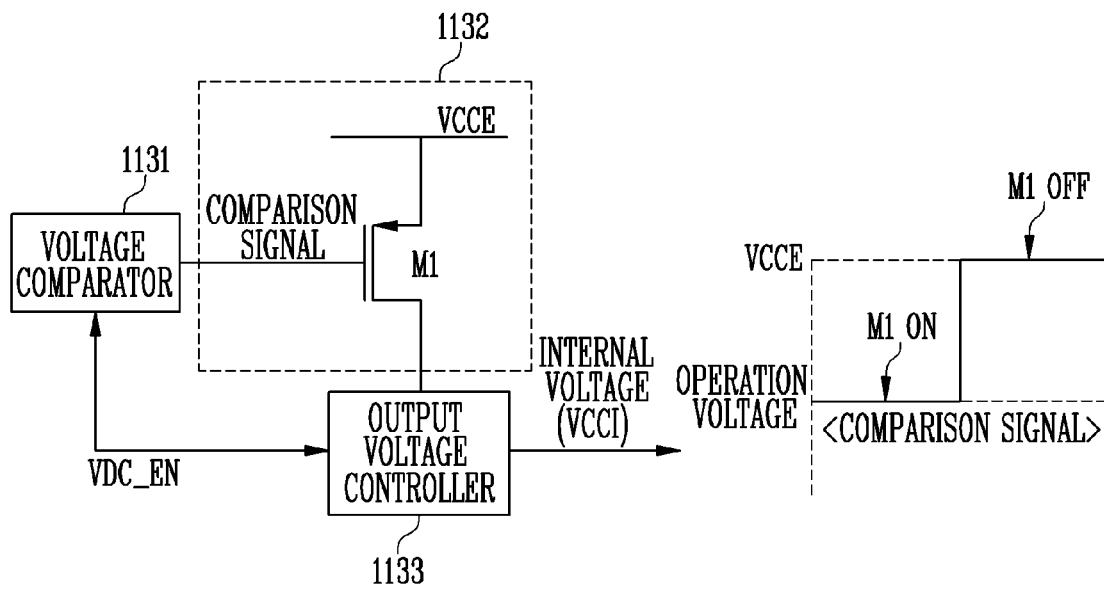 1132
VCCE
1131
COMPARISON
SIGNAL
VOLTAGE
COMPARATOR
M1
VDC_EN
OUTPUT
VOLTAGE
CONTROLLER
1133
INTERNAL
VOLTAGE
(VCCI)
M1 OFF
VCCE
M1 ON
OPERATION
VOLTAGE
<COMPARISON SIGNAL>